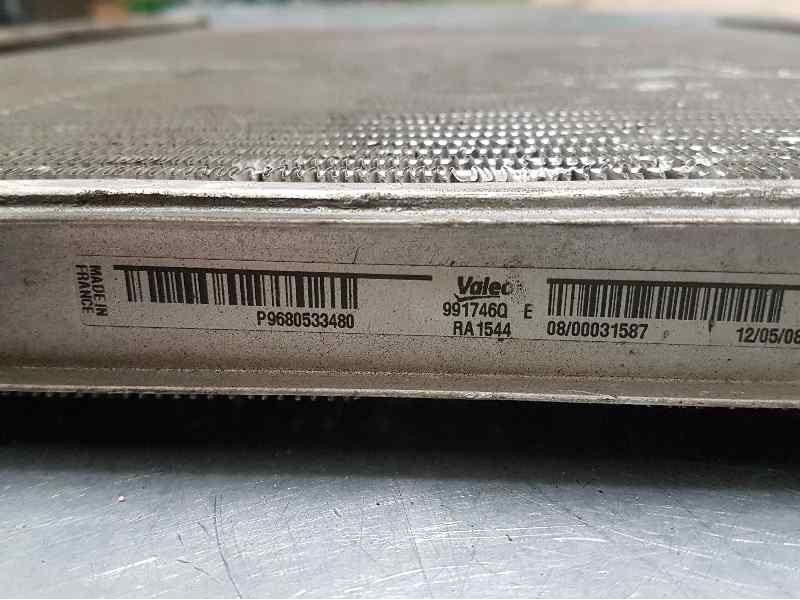 MADE IN
FRANCE
P9680533480
Valeo
991746Q E
RA1544
08/00031587
12/05/08